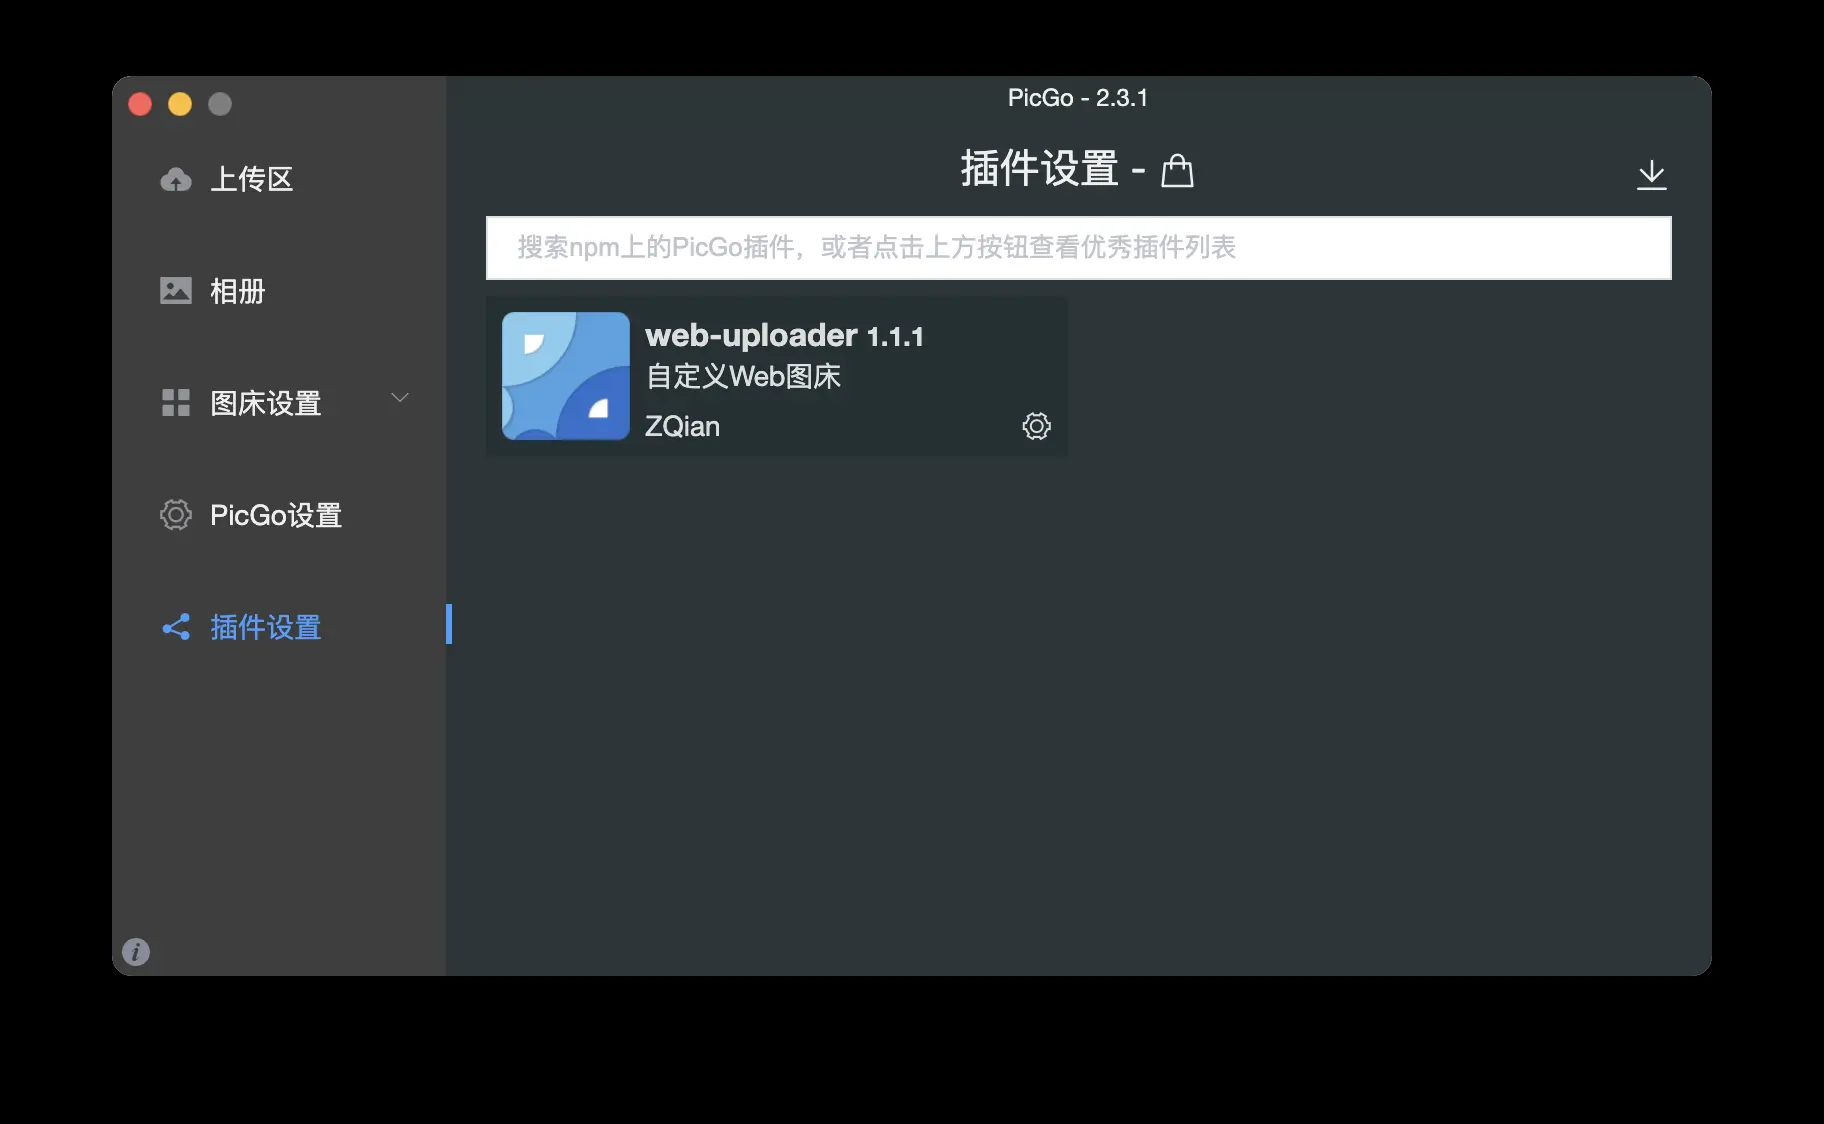 PicGo - 2.3.1
上传区
相册
图床设置
PicGo设置
插件设置
插件设置 -
搜索npm上的PicGo插件，或者点击上方按钮查看优秀插件列表
web-uploader 1.1.1
自定义Web图床
ZQian